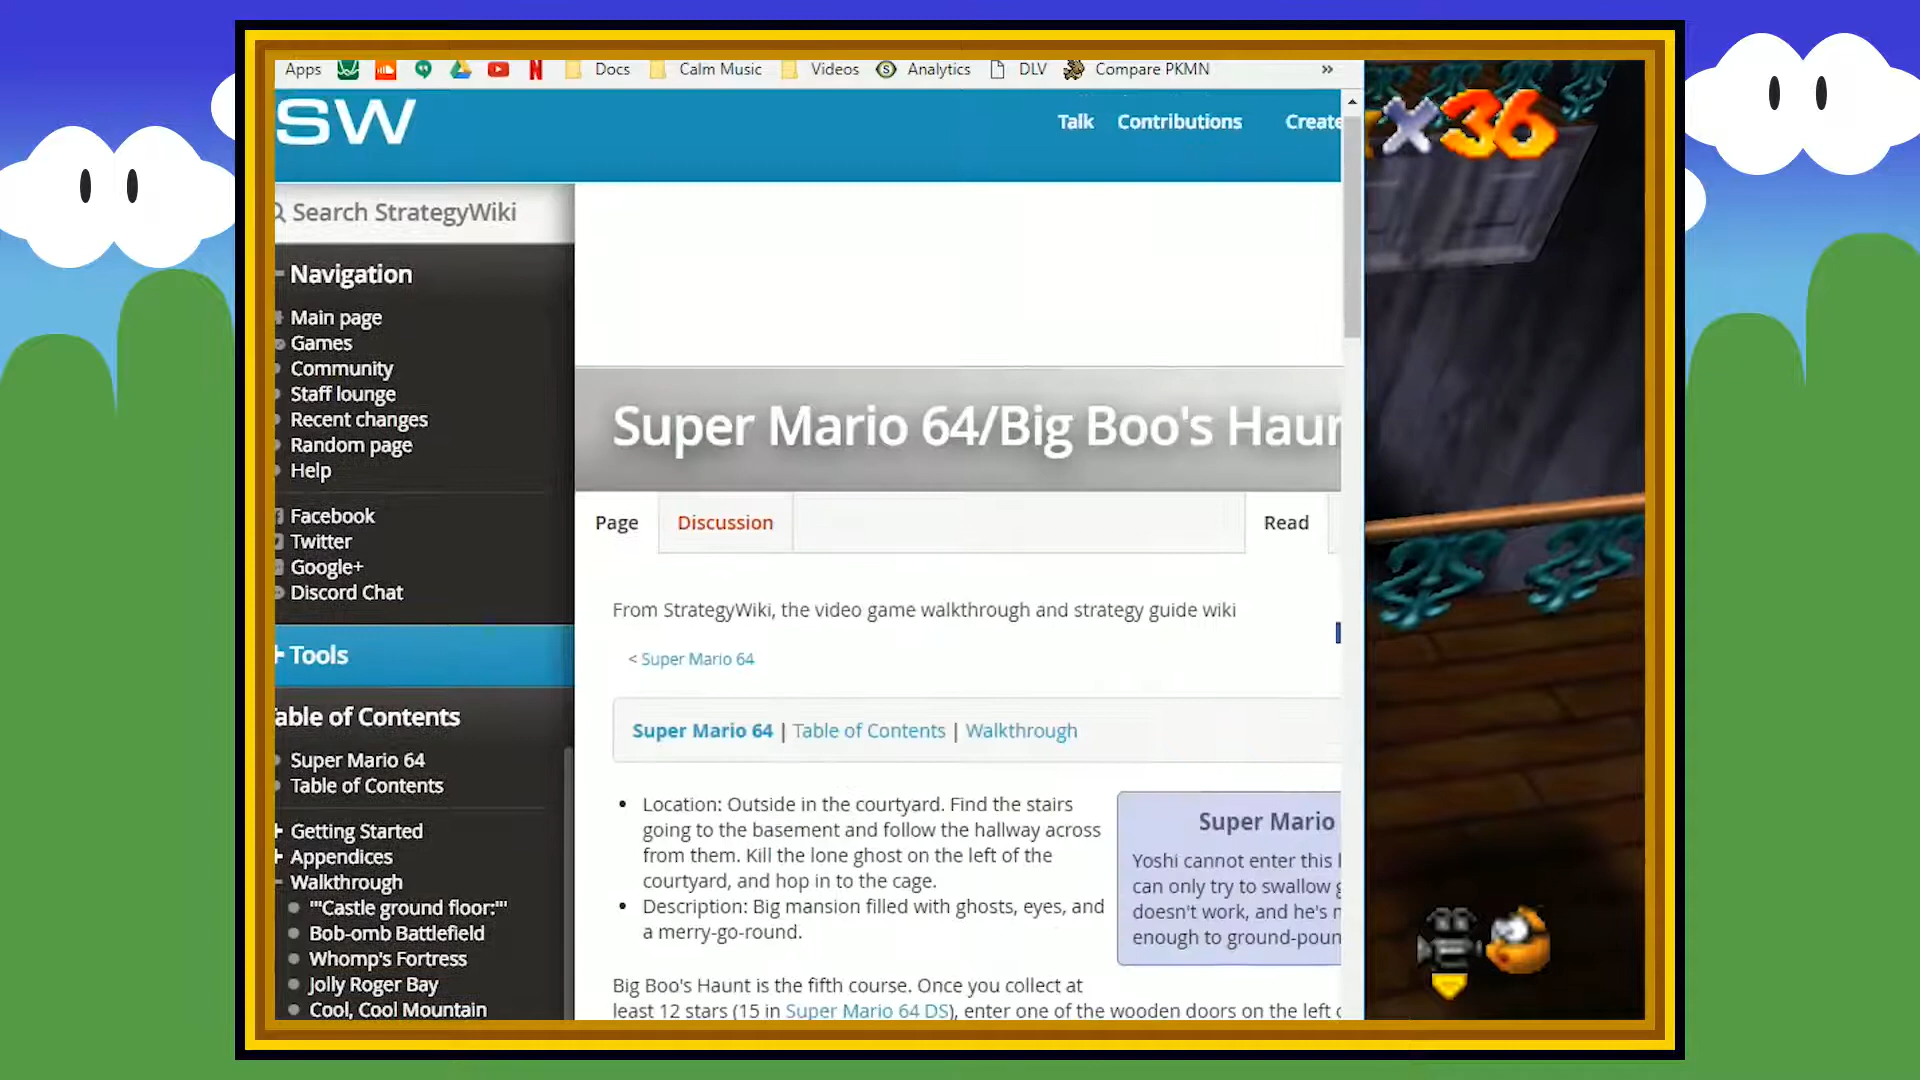 Apps Docs Calm Music Videos Analytics DLV Compare PKMN »
SW
Talk Contributions Create
×36
Search StrategyWiki
Navigation
Main page
Games
Community
Staff lounge
Recent changes
Random page
Help
Facebook
Twitter
Google+
Discord Chat
+ Tools
Table of Contents
Super Mario 64
Table of Contents
Getting Started
Appendices
Walkthrough
'"Castle ground floor:"'
Bob-omb Battlefield
Whomp's Fortress
Jolly Roger Bay
Cool, Cool Mountain
Super Mario 64/Big Boo's Haun
Page Discussion Read
From StrategyWiki, the video game walkthrough and strategy guide wiki
< Super Mario 64
Super Mario 64 | Table of Contents | Walkthrough
• Location: Outside in the courtyard. Find the stairs
going to the basement and follow the hallway across
from them. Kill the lone ghost on the left of the
courtyard, and hop in to the cage.
• Description: Big mansion filled with ghosts, eyes, and
a merry-go-round.
Super Mario
Yoshi cannot enter this
can only try to swallow
doesn't work, and he's
enough to ground-poun
Big Boo's Haunt is the fifth course. Once you collect at
least 12 stars (15 in Super Mario 64 DS), enter one of the wooden doors on the left